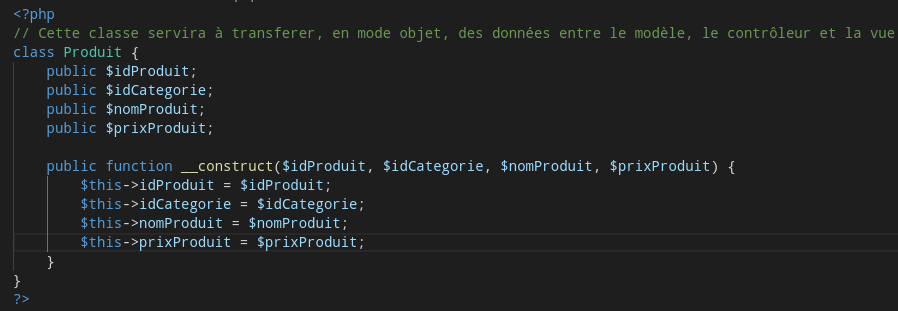 <?php
// Cette classe servira à transferer, en mode objet, des données entre le modèle, le contrôleur et la vue
class Produit {
    public $idProduit;
    public $idCategorie;
    public $nomProduit;
    public $prixProduit;

    public function __construct($idProduit, $idCategorie, $nomProduit, $prixProduit) {
        $this->idProduit = $idProduit;
        $this->idCategorie = $idCategorie;
        $this->nomProduit = $nomProduit;
        $this->prixProduit = $prixProduit;
    }
}
?>